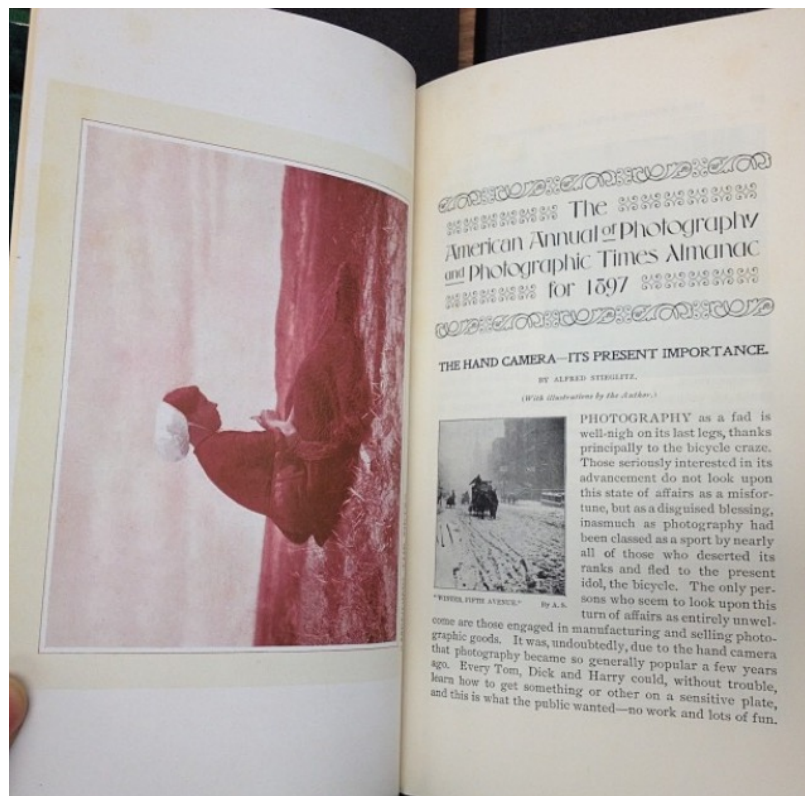 The
American Annual of Photography
and Photographic Times Almanac
for 1897
THE HAND CAMERA—ITS PRESENT IMPORTANCE.
BY ALFRED STIEGLITZ.
(With illustrations by the Author.)
PHOTOGRAPHY as a fad is
well-nigh on its last legs, thanks
principally to the bicycle craze.
Those seriously interested in its
advancement do not look upon
this state of affairs as a misfor-
tune, but as a disguised blessing,
inasmuch as photography had
been classed as a sport by nearly
all of those who deserted its
ranks and fled to the present
idol, the bicycle. The only per-
sons who seem to look upon this
turn of affairs as entirely unwel-
"WINTER, FIFTH AVENUE." By A. S.
come are those engaged in manufacturing and selling photo-
graphic goods. It was, undoubtedly, due to the hand camera
that photography became so generally popular a few years
ago. Every Tom, Dick and Harry could, without trouble,
learn how to get something or other on a sensitive plate,
and this is what the public wanted—no work and lots of fun.